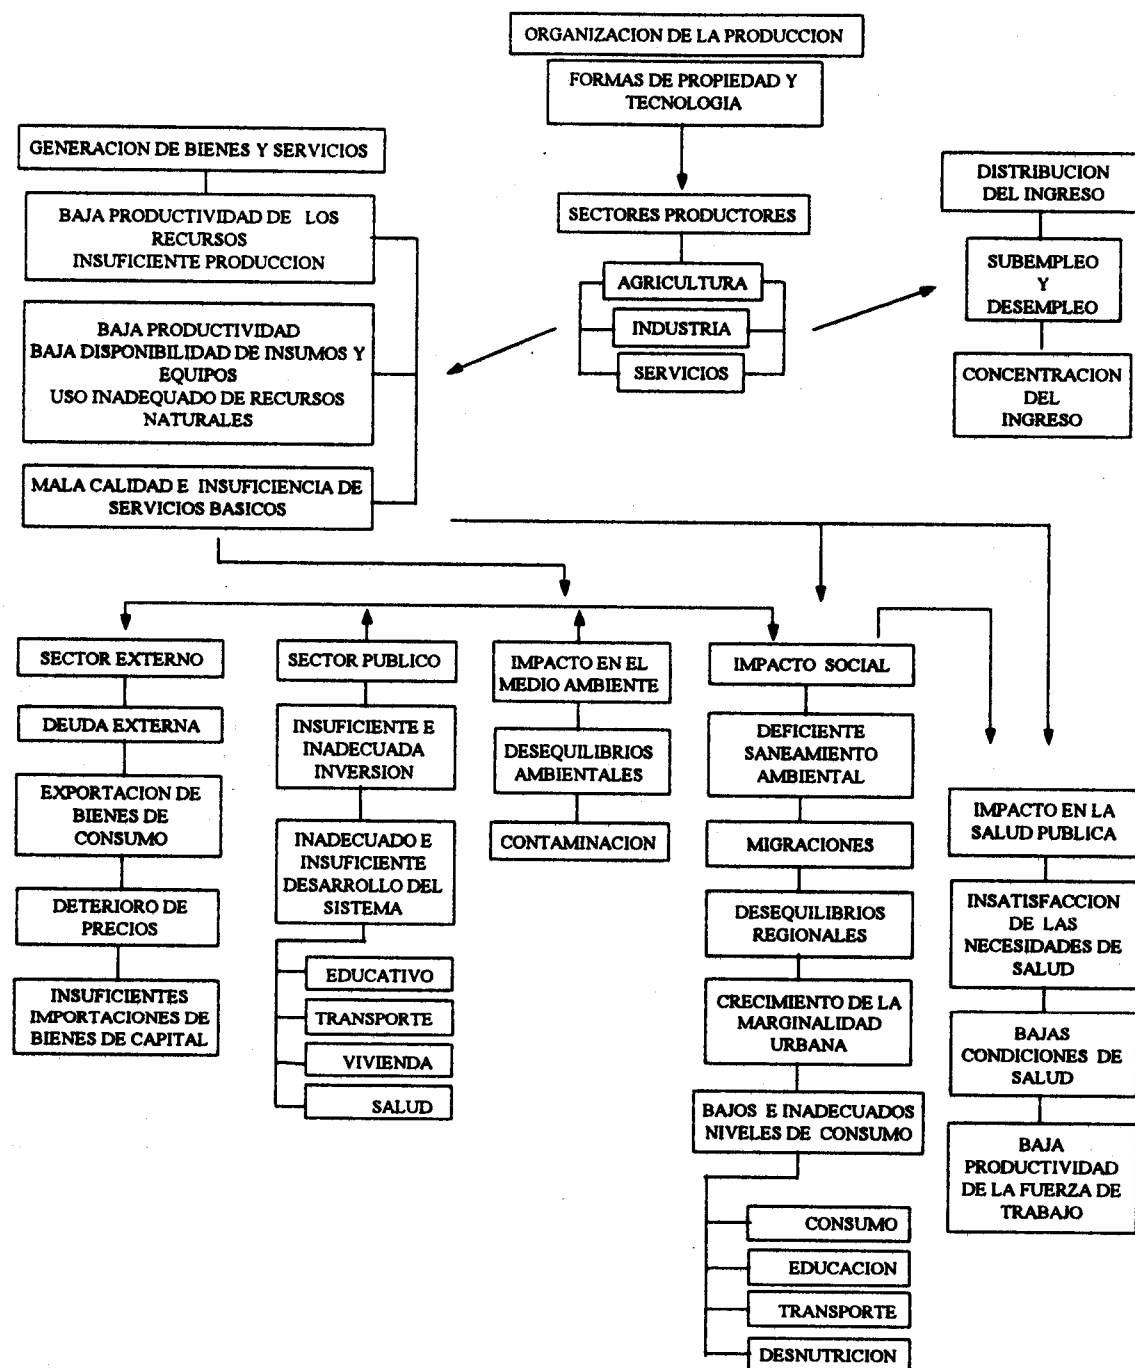 ORGANIZACION DE LA PRODUCCION
FORMAS DE PROPIEDAD Y
TECNOLOGIA
GENERACION DE BIENES Y SERVICIOS
BAJA PRODUCTIVIDAD DE LOS
RECURSOS
INSUFICIENTE PRODUCCION
BAJA PRODUCTIVIDAD
BAJA DISPONIBILIDAD DE INSUMOS Y
EQUIPOS
USO INADEQUADO DE RECURSOS
NATURALES
MALA CALIDAD E INSUFICIENCIA DE
SERVICIOS BASICOS
SECTORES PRODUCTORES
AGRICULTURA
INDUSTRIA
SERVICIOS
DISTRIBUCION
DEL INGRESO
SUBEMPLEO
Y
DESEMPLEO
CONCENTRACION
DEL
INGRESO
SECTOR EXTERNO
DEUDA EXTERNA
EXPORTACION DE
BIENES DE
CONSUMO
DETERIORO DE
PRECIOS
INSUFICIENTES
IMPORTACIONES DE
BIENES DE CAPITAL
SECTOR PUBLICO
INSUFICIENTE E
INADECUADA
INVERSION
INADECUADO E
INSUFICIENTE
DESARROLLO DEL
SISTEMA
EDUCATIVO
TRANSPORTE
VIVIENDA
SALUD
IMPACTO EN EL
MEDIO AMBIENTE
DESEQUILIBRIOS
AMBIENTALES
CONTAMINACION
IMPACTO SOCIAL
DEFICIENTE
SANEAMIENTO
AMBIENTAL
MIGRACIONES
DESEQUILIBRIOS
REGIONALES
CRECIMIENTO DE LA
MARGINALIDAD
URBANA
BAJOS E INADECUADOS
NIVELES DE CONSUMO
CONSUMO
EDUCACION
TRANSPORTE
DESNUTRICION
IMPACTO EN LA
SALUD PUBLICA
INSATISFACCION
DE LAS
NECESIDADES DE
SALUD
BAJAS
CONDICIONES DE
SALUD
BAJA
PRODUCTIVIDAD
DE LA FUERZA DE
TRABAJO